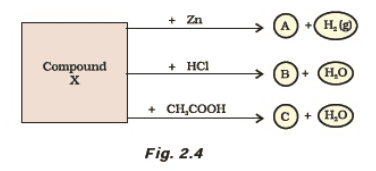 + Zn
A + H₂(g)
Compound
X
+ HCl
B + H₂O
+ CH₃COOH
C + H₂O
Fig. 2.4